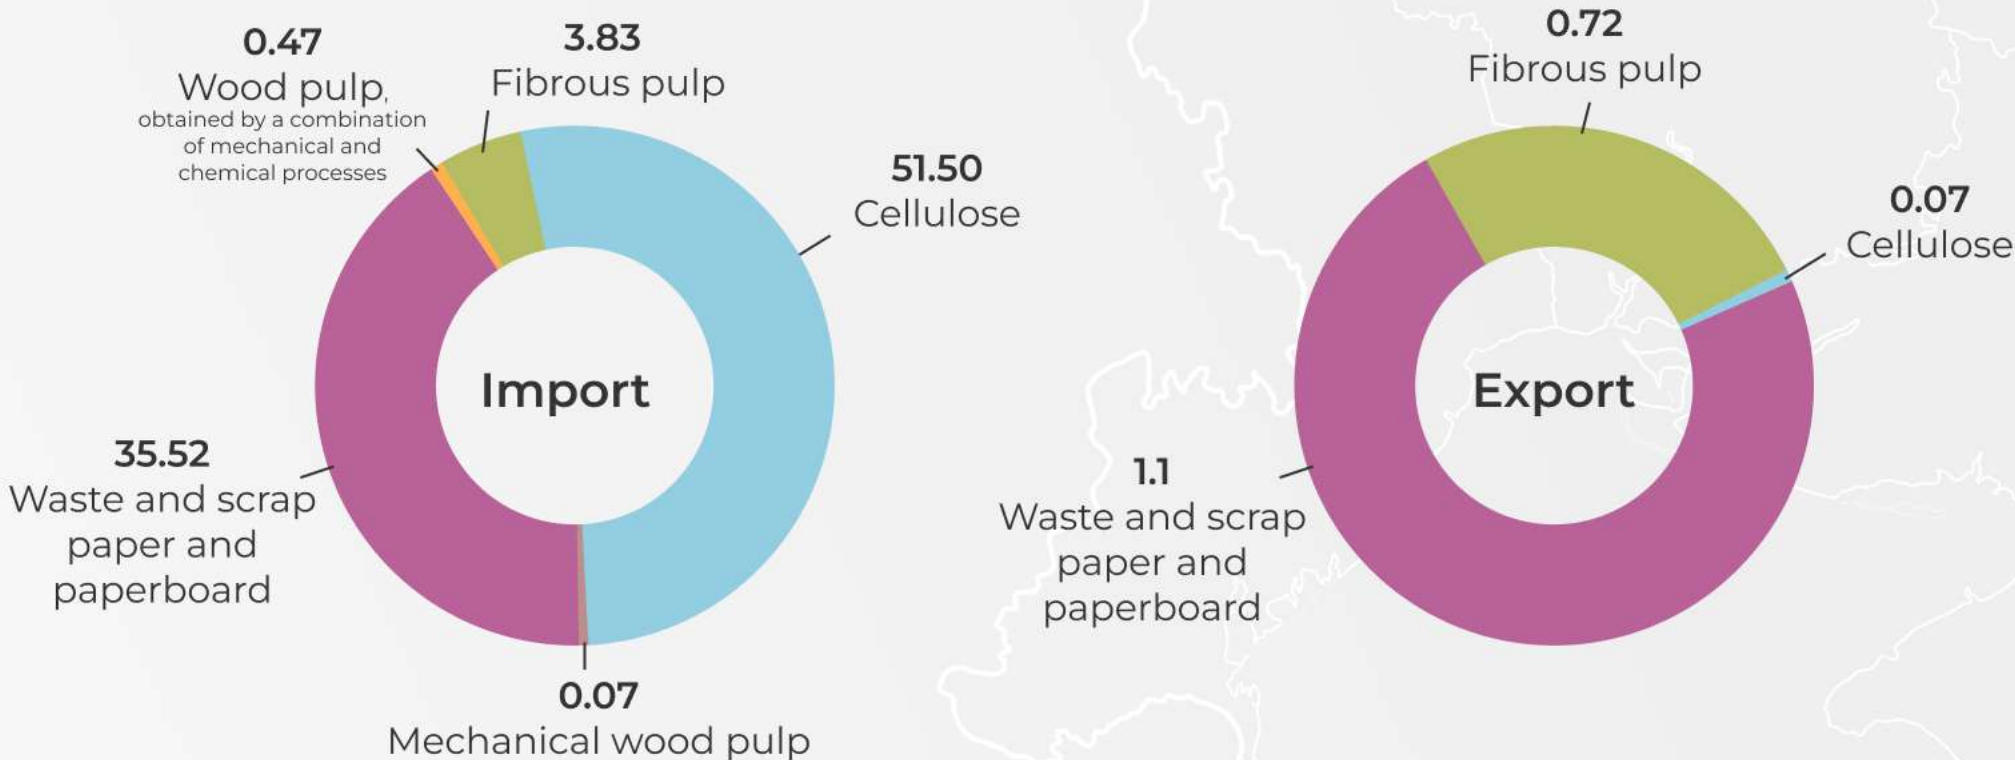 0.47
Wood pulp,
obtained by a combination
of mechanical and
chemical processes
3.83
Fibrous pulp
51.50
Cellulose
Import
35.52
Waste and scrap
paper and
paperboard
0.07
Mechanical wood pulp
0.72
Fibrous pulp
0.07
Cellulose
Export
1.1
Waste and scrap
paper and
paperboard